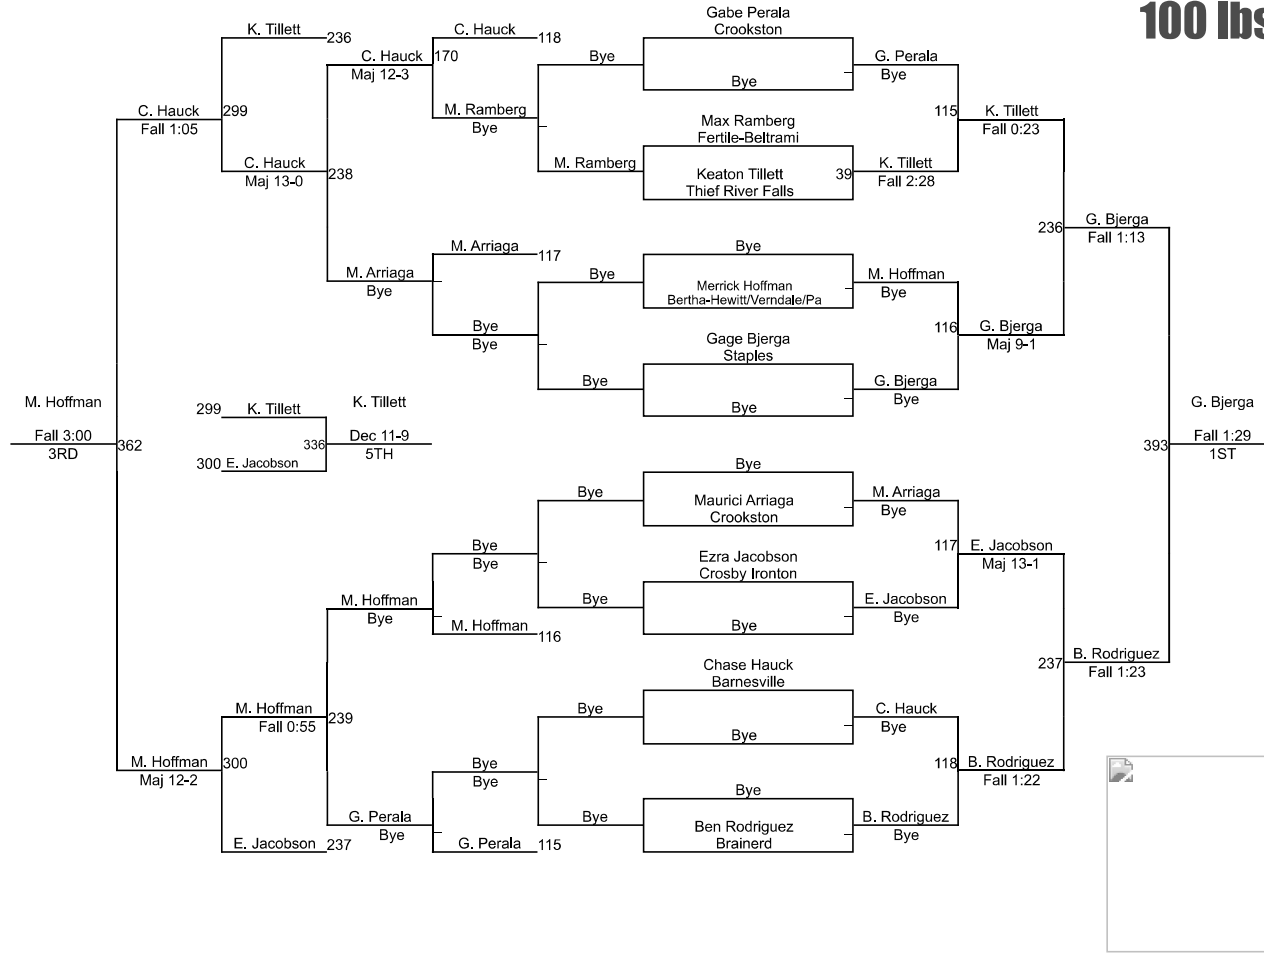 100 lbs
Gabe Perala
Crookston
K. Tillett
236
C. Hauck
118
Bye
G. Perala
C. Hauck
170
Maj 12-3
Bye
Bye
C. Hauck
299
Fall 1:05
M. Ramberg
Bye
Max Ramberg
Fertile-Beltrami
115
K. Tillett
Fall 0:23
C. Hauck
Maj 13-0
238
M. Ramberg
Keaton Tillett
Thief River Falls
39
K. Tillett
Fall 2:28
236
G. Bjerga
Fall 1:13
M. Arriaga
117
Bye
M. Arriaga
Bye
Bye
Merrick Hoffman
Bertha-Hewitt/Verndale/Pa
M. Hoffman
Bye
Bye
Bye
Gage Bjerga
Staples
116
G. Bjerga
Maj 9-1
Bye
G. Bjerga
Bye
Bye
M. Hoffman
Fall 3:00
3RD
362
299
K. Tillett
300
E. Jacobson
336
K. Tillett
Dec 11-9
5TH
393
G. Bjerga
Fall 1:29
1ST
Bye
Bye
Maurici Arriaga
Crookston
M. Arriaga
Bye
Bye
Bye
Ezra Jacobson
Crosby Ironton
117
E. Jacobson
Maj 13-1
M. Hoffman
Bye
Bye
E. Jacobson
Bye
Bye
M. Hoffman
116
Chase Hauck
Barnesville
237
B. Rodriguez
Fall 1:23
M. Hoffman
Fall 0:55
239
Bye
C. Hauck
Bye
Bye
M. Hoffman
Maj 12-2
300
Bye
Bye
118
B. Rodriguez
Fall 1:22
Bye
G. Perala
Bye
Bye
Ben Rodriguez
Brainerd
B. Rodriguez
Bye
E. Jacobson
237
G. Perala
115